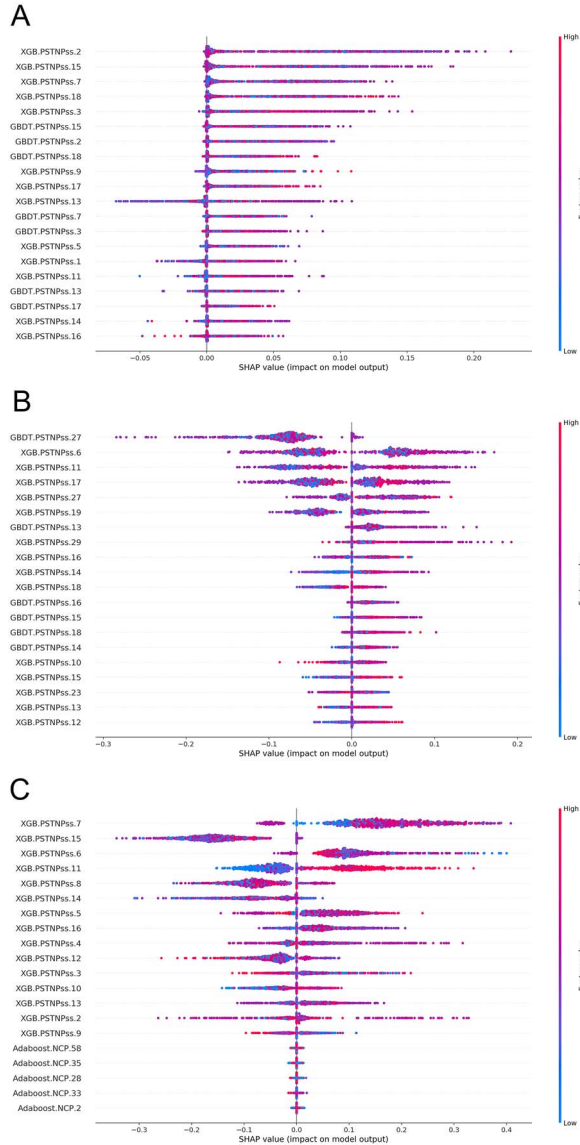 A
High
XGB.PSTNPss.2
XGB.PSTNPss.15
XGB.PSTNPss.7
XGB.PSTNPss.18
XGB.PSTNPss.3
GBDT.PSTNPss.15
GBDT.PSTNPss.2
GBDT.PSTNPss.18
XGB.PSTNPss.9
XGB.PSTNPss.17
XGB.PSTNPss.13
GBDT.PSTNPss.7
GBDT.PSTNPss.3
XGB.PSTNPss.5
XGB.PSTNPss.1
XGB.PSTNPss.11
GBDT.PSTNPss.13
GBDT.PSTNPss.17
XGB.PSTNPss.14
XGB.PSTNPss.16
Low
−0.05 0.00 0.05 0.10 0.15 0.20
SHAP value (impact on model output)
B
High
GBDT.PSTNPss.27
XGB.PSTNPss.6
XGB.PSTNPss.11
XGB.PSTNPss.17
XGB.PSTNPss.27
XGB.PSTNPss.19
GBDT.PSTNPss.13
XGB.PSTNPss.29
XGB.PSTNPss.16
XGB.PSTNPss.14
XGB.PSTNPss.18
GBDT.PSTNPss.16
GBDT.PSTNPss.15
GBDT.PSTNPss.18
GBDT.PSTNPss.14
XGB.PSTNPss.10
XGB.PSTNPss.15
XGB.PSTNPss.23
XGB.PSTNPss.13
XGB.PSTNPss.12
Low
−0.3 −0.2 −0.1 0.0 0.1 0.2
SHAP value (impact on model output)
C
High
XGB.PSTNPss.7
XGB.PSTNPss.15
XGB.PSTNPss.6
XGB.PSTNPss.11
XGB.PSTNPss.8
XGB.PSTNPss.14
XGB.PSTNPss.5
XGB.PSTNPss.16
XGB.PSTNPss.4
XGB.PSTNPss.12
XGB.PSTNPss.3
XGB.PSTNPss.10
XGB.PSTNPss.13
XGB.PSTNPss.2
XGB.PSTNPss.9
Adaboost.NCP.58
Adaboost.NCP.35
Adaboost.NCP.28
Adaboost.NCP.33
Adaboost.NCP.2
Low
−0.3 −0.2 −0.1 0.0 0.1 0.2 0.3 0.4
SHAP value (impact on model output)